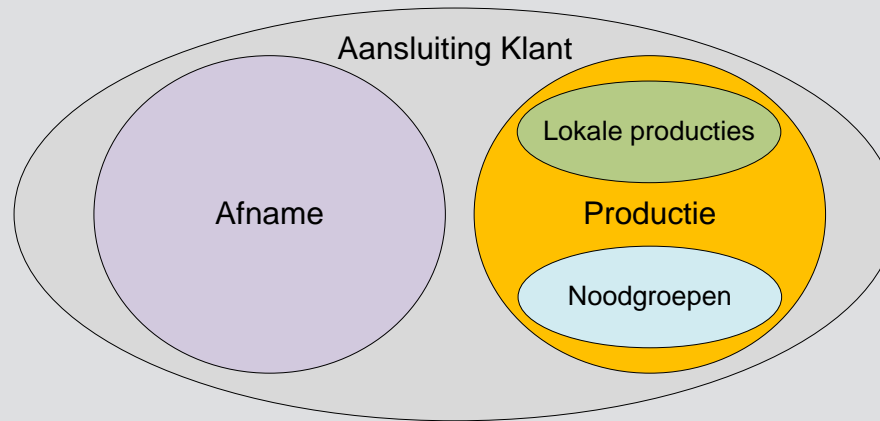 Aansluiting Klant
Lokale producties
Afname
Productie
Noodgroepen